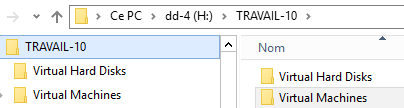 Ce PC > dd-4 (H:) > TRAVAIL-10 >
TRAVAIL-10
Virtual Hard Disks
Virtual Machines
Nom
Virtual Hard Disks
Virtual Machines